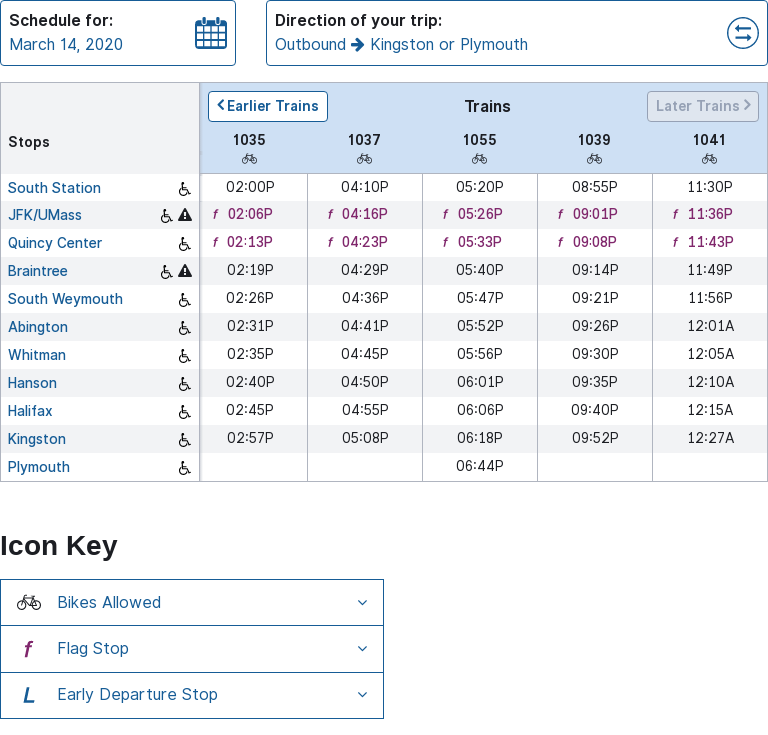 Schedule for:
March 14, 2020
Direction of your trip:
Outbound Kingston or Plymouth
Earlier Trains Trains Later Trains
Stops 1035 1037 1055 1039 1041
South Station 02:00P 04:10P 05:20P 08:55P 11:30P
JFK/UMass f 02:06P f 04:16P f 05:26P f 09:01P f 11:36P
Quincy Center f 02:13P f 04:23P f 05:33P f 09:08P f 11:43P
Braintree 02:19P 04:29P 05:40P 09:14P 11:49P
South Weymouth 02:26P 04:36P 05:47P 09:21P 11:56P
Abington 02:31P 04:41P 05:52P 09:26P 12:01A
Whitman 02:35P 04:45P 05:56P 09:30P 12:05A
Hanson 02:40P 04:50P 06:01P 09:35P 12:10A
Halifax 02:45P 04:55P 06:06P 09:40P 12:15A
Kingston 02:57P 05:08P 06:18P 09:52P 12:27A
Plymouth 06:44P
Icon Key
Bikes Allowed
f Flag Stop
L Early Departure Stop